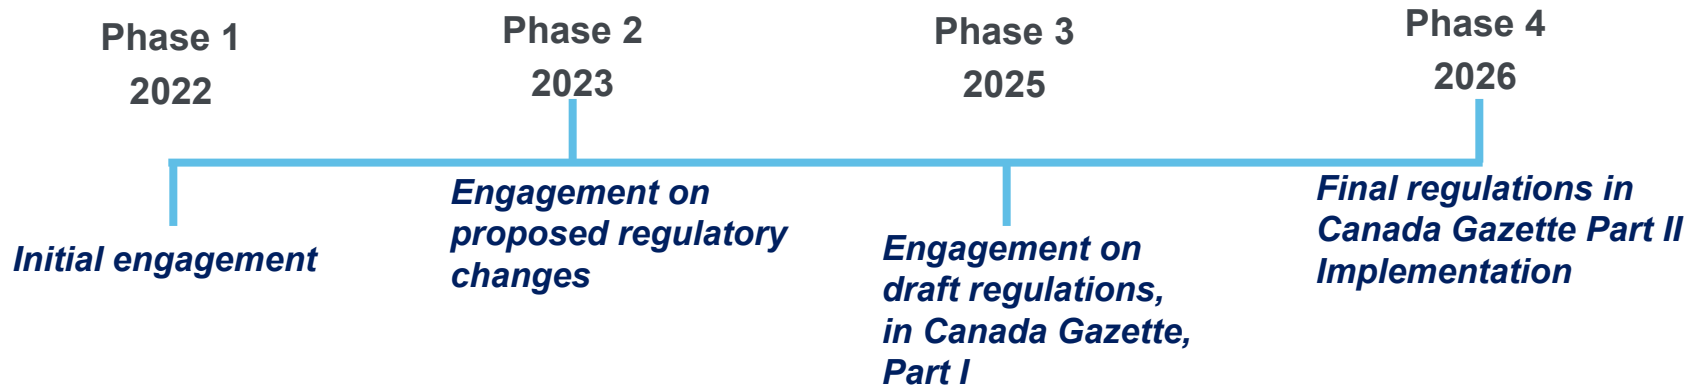 Phase 1
2022
Initial engagement
Phase 2
2023
Engagement on
proposed regulatory
changes
Phase 3
2025
Engagement on
draft regulations,
in Canada Gazette,
Part I
Phase 4
2026
Final regulations in
Canada Gazette Part II
Implementation